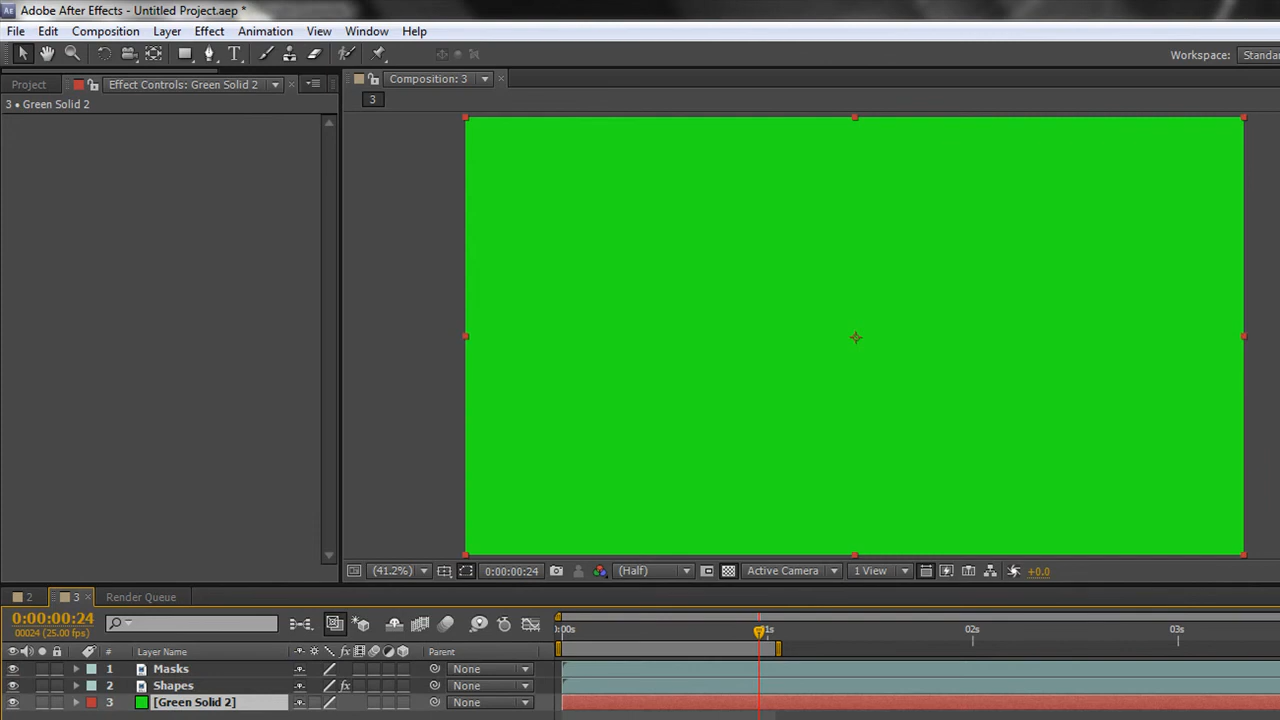 Adobe After Effects - Untitled Project.aep *
File Edit Composition Layer Effect Animation View Window Help
Workspace: Standa
Project Effect Controls: Green Solid 2 Composition: 3
3 • Green Solid 2
3
(41.2%) 0:00:00:24 (Half) Active Camera 1 View +0.0
2 3 Render Queue
0:00:00:24
00024 (25.00 fps)
:00s 1s 02s 03s
# Layer Name Parent
1 Masks None
2 Shapes fx None
3 [Green Solid 2] None